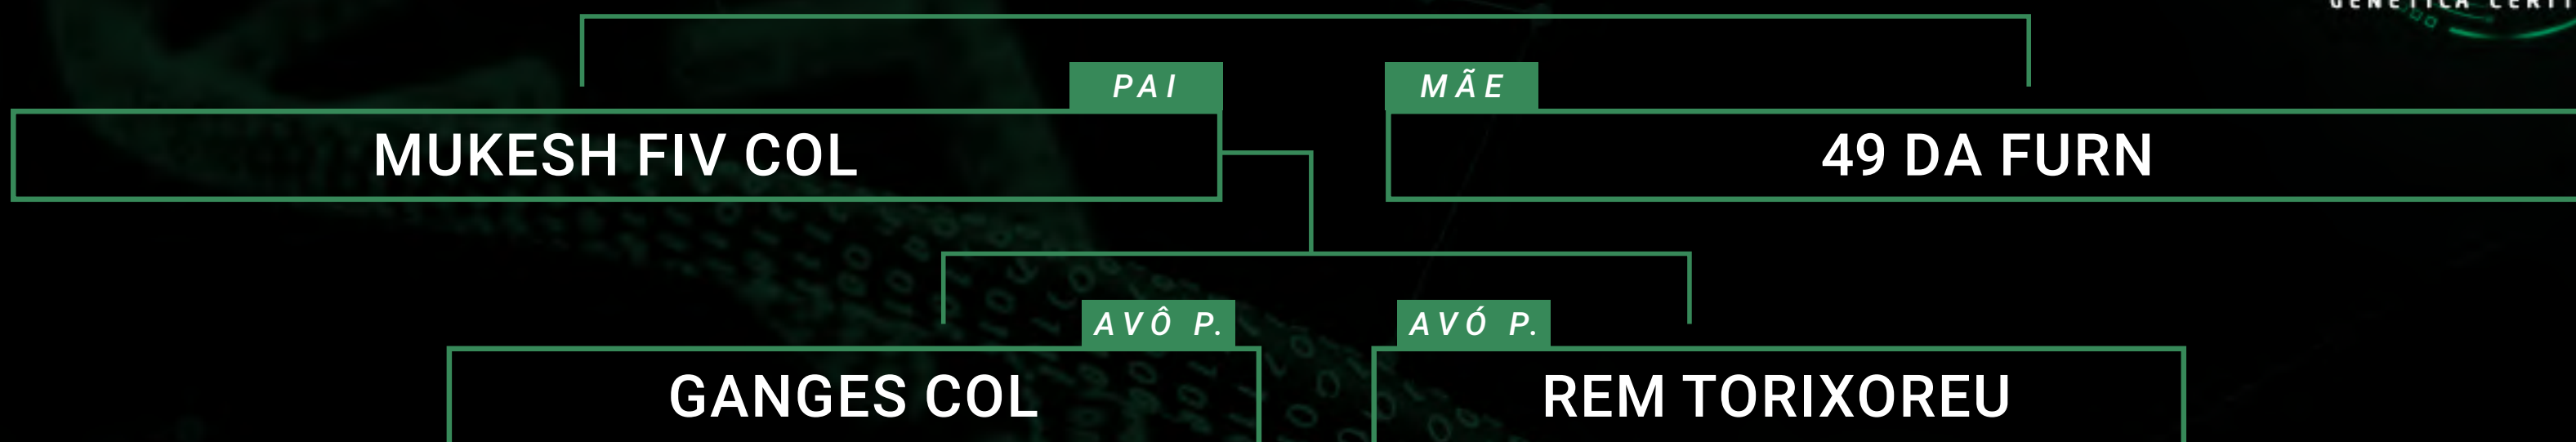 PAI
MÃE
MUKESH FIV COL
49 DA FURN
AVÔ P.
AVÓ P.
GANGES COL
REM TORIXOREU